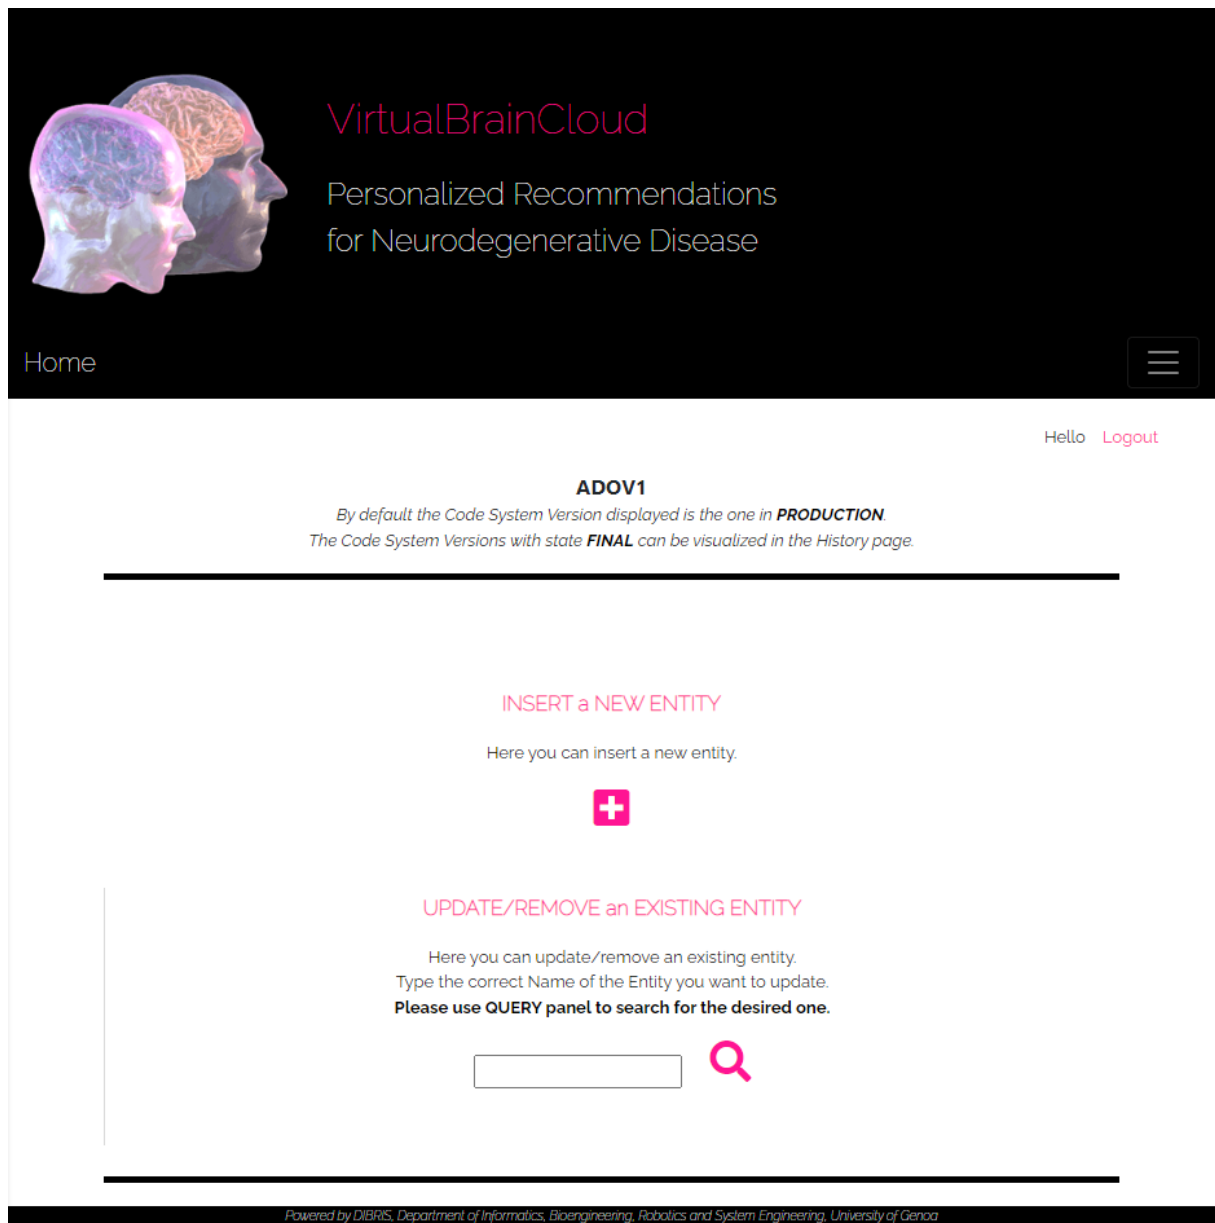 VirtualBrainCloud
Personalized Recommendations
for Neurodegenerative Disease
Home
Hello Logout
ADOV1
By default the Code System Version displayed is the one in PRODUCTION.
The Code System Versions with state FINAL can be visualized in the History page.
INSERT a NEW ENTITY
Here you can insert a new entity.
UPDATE/REMOVE an EXISTING ENTITY
Here you can update/remove an existing entity.
Type the correct Name of the Entity you want to update.
Please use QUERY panel to search for the desired one.
Powered by DIBRIS, Department of Informatics, Bioengineering, Robotics and System Engineering, University of Genoa